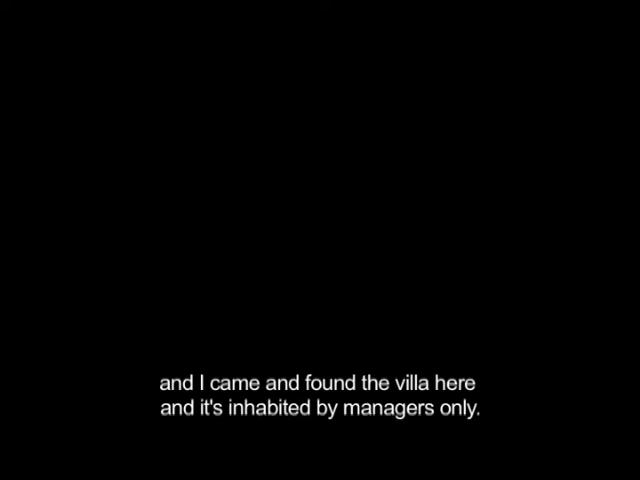 and I came and found the villa here
and it's inhabited by managers only.